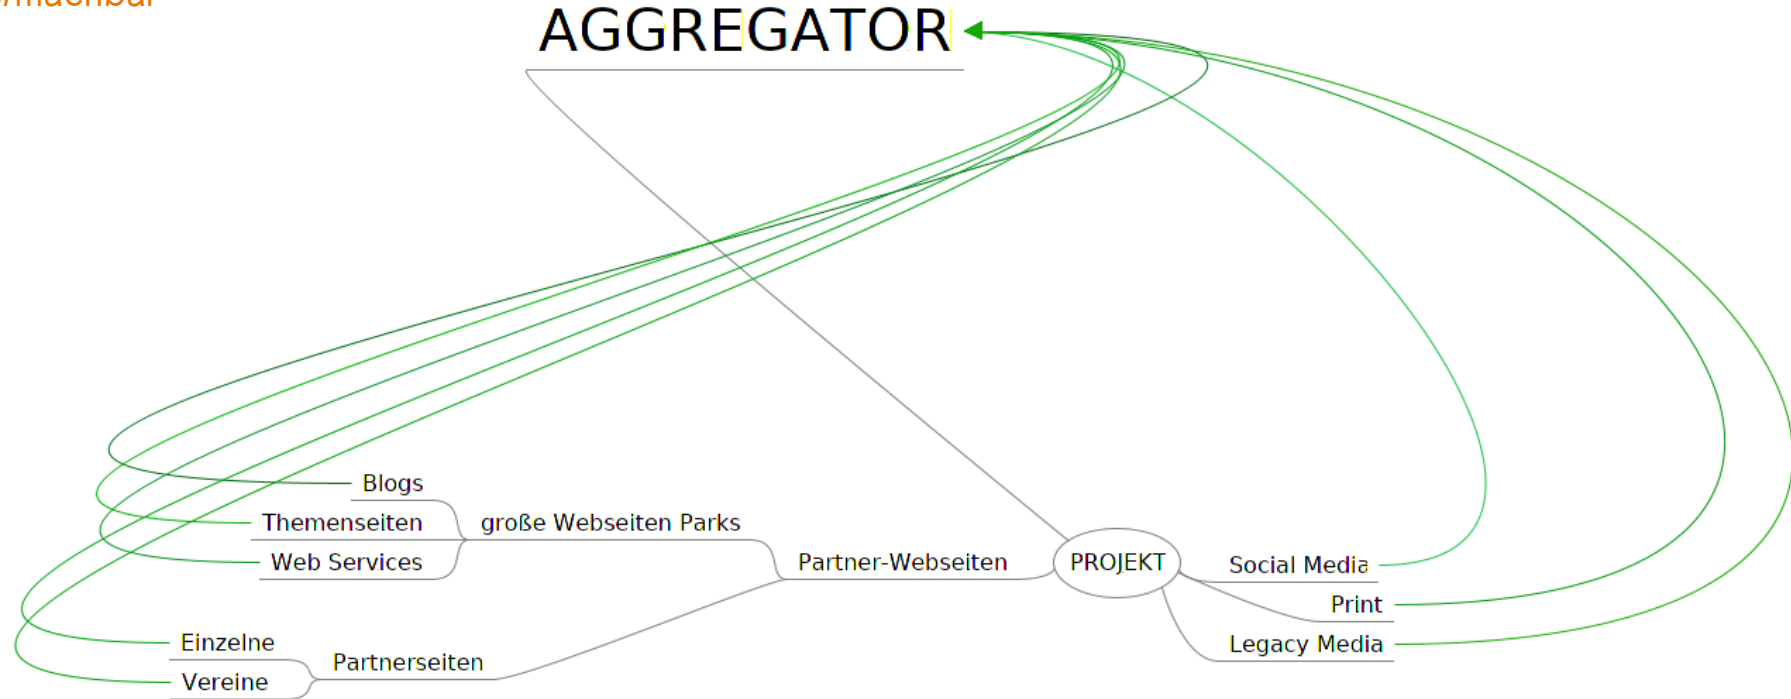 AGGREGATOR
Blogs
Themenseiten
große Webseiten Parks
Web Services
Partner-Webseiten
PROJEKT
Social Media
Print
Einzelne
Legacy Media
Partnerseiten
Vereine